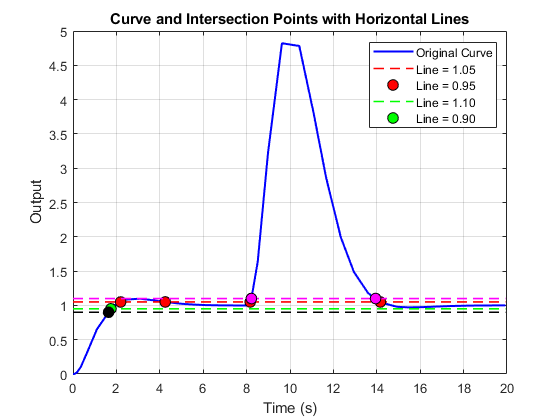 Curve and Intersection Points with Horizontal Lines
5
4.5
4
3.5
3
2.5
2
1.5
1
0.5
0
Output
Original Curve
Line = 1.05
Line = 0.95
Line = 1.10
Line = 0.90
0 2 4 6 8 10 12 14 16 18 20
Time (s)